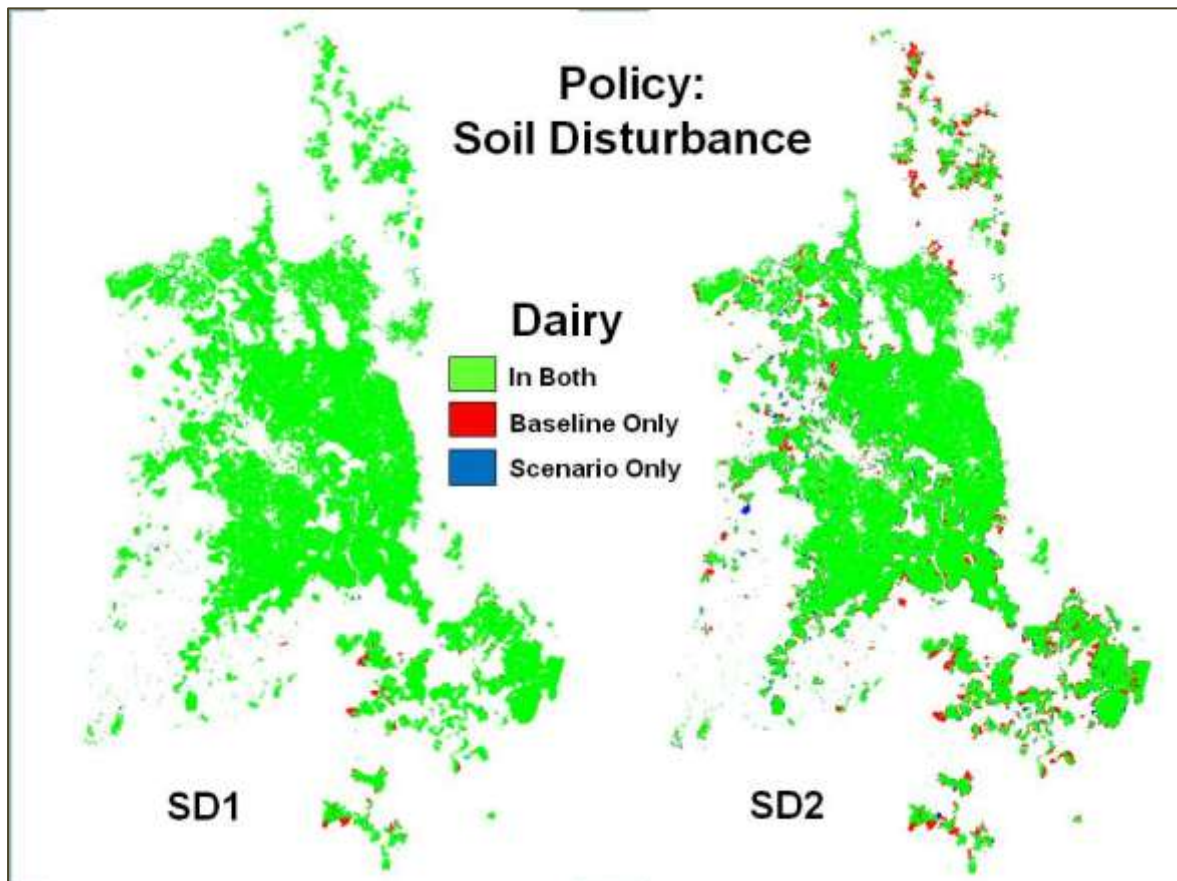 Policy:
Soil Disturbance
Dairy
In Both
Baseline Only
Scenario Only
SD1
SD2